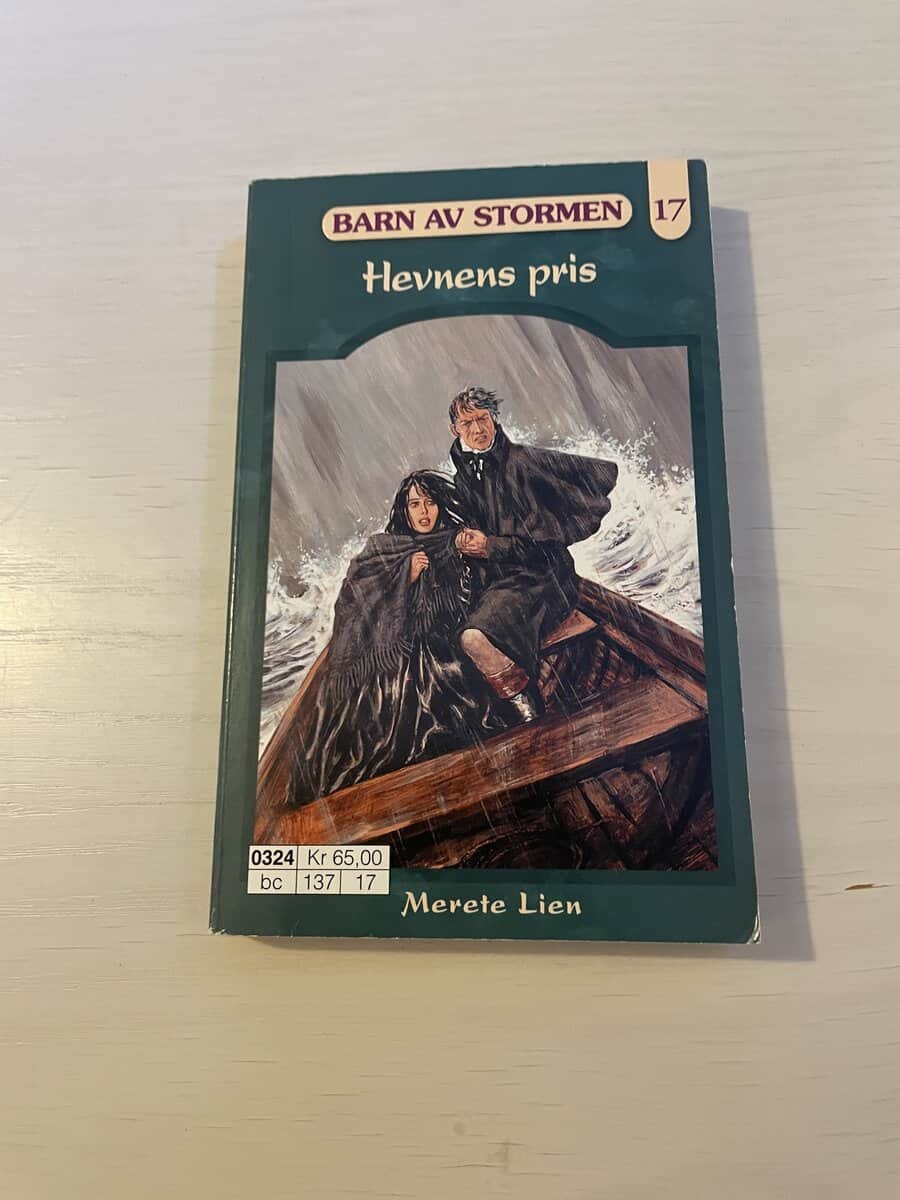 BARN AV STORMEN 17
Hevnens pris
0324 Kr 65,00
bc 137 17
Merete Lien